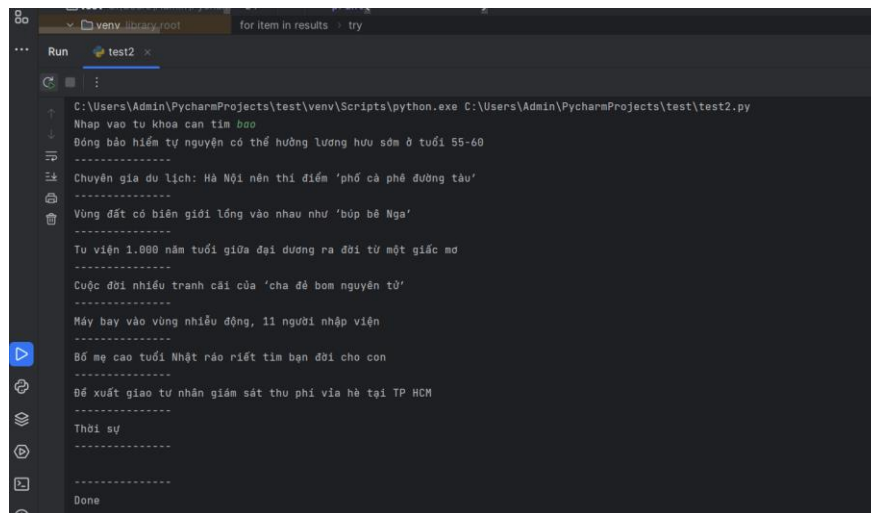 venv library root for item in results > try
Run test2 ×
C:\Users\Admin\PycharmProjects\test\venv\Scripts\python.exe C:\Users\Admin\PycharmProjects\test\test2.py
Nhap vao tu khoa can tim bao
Đóng bảo hiểm tự nguyện có thể hưởng lương hưu sớm ở tuổi 55-60
---------------
Chuyên gia du lịch: Hà Nội nên thí điểm ‘phố cà phê đường tàu’
---------------
Vùng đất có biên giới lồng vào nhau như ‘búp bê Nga’
---------------
Tu viện 1.000 năm tuổi giữa đại dương ra đời từ một giấc mơ
---------------
Cuộc đời nhiều tranh cãi của ‘cha đẻ bom nguyên tử’
---------------
Máy bay vào vùng nhiễu động, 11 người nhập viện
---------------
Bố mẹ cao tuổi Nhật ráo riết tìm bạn đời cho con
---------------
Đề xuất giao tư nhân giám sát thu phí vỉa hè tại TP HCM
---------------
Thời sự
---------------
---------------
Done